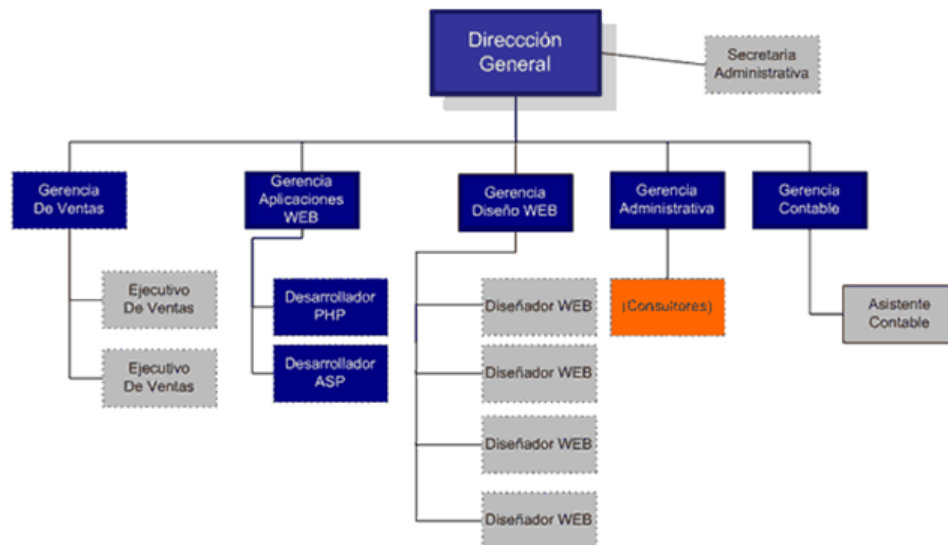 Direccción
General
Secretaria
Administrativa
Gerencia
De Ventas
Gerencia
Aplicaciones
WEB
Gerencia
Diseño WEB
Gerencia
Administrativa
Gerencia
Contable
Ejecutivo
De Ventas
Ejecutivo
De Ventas
Desarrollador
PHP
Desarrollador
ASP
Diseñador WEB
Diseñador WEB
Diseñador WEB
Diseñador WEB
(Consultores)
Asistente
Contable